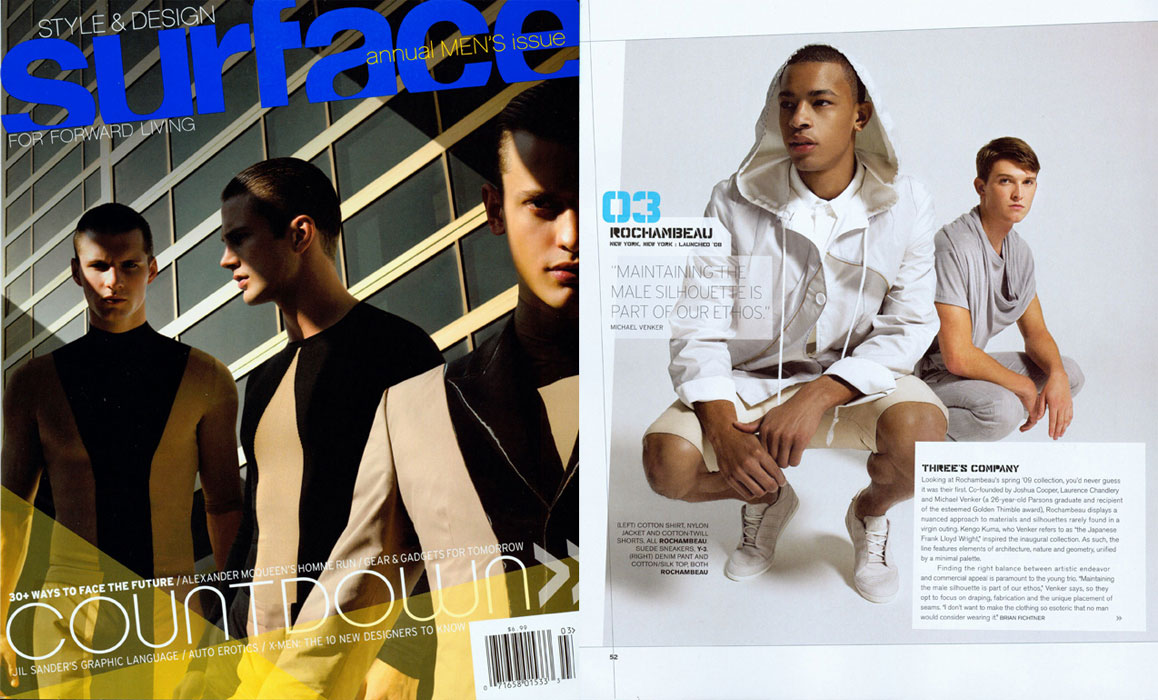 STYLE & DESIGN
surface
annual MEN'S issue
FOR FORWARD LIVING
30+ WAYS TO FACE THE FUTURE / ALEXANDER MCQUEEN'S HOMME RUN / GEAR & GADGETS FOR TOMORROW
COUNTDOWN »
JIL SANDER'S GRAPHIC LANGUAGE / AUTO EROTICS / X-MEN: THE 10 NEW DESIGNERS TO KNOW
$6.99
03>
0 71658 01533 3
03
ROCHAMBEAU
NEW YORK, NEW YORK : LAUNCHED '08
"MAINTAINING THE
MALE SILHOUETTE IS
PART OF OUR ETHOS."
MICHAEL VENKER
(LEFT) COTTON SHIRT, NYLON
JACKET AND COTTON-TWILL
SHORTS, ALL ROCHAMBEAU
SUEDE SNEAKERS, Y-3.
(RIGHT) DENIM PANT AND
COTTON/SILK TOP, BOTH
ROCHAMBEAU
THREE'S COMPANY
Looking at Rochambeau's spring '09 collection, you'd never guess
it was their first. Co-founded by Joshua Cooper, Laurence Chandlery
and Michael Venker (a 26-year-old Parsons graduate and recipient
of the esteemed Golden Thimble award), Rochambeau displays a
nuanced approach to materials and silhouettes rarely found in a
virgin outing. Kengo Kuma, who Venker refers to as "the Japanese
Frank Lloyd Wright," inspired the inaugural collection. As such, the
line features elements of architecture, nature and geometry, unified
by a minimal palette.
Finding the right balance between artistic endeavor
and commercial appeal is paramount to the young trio. "Maintaining
the male silhouette is part of our ethos," Venker says, so they
opt to focus on draping, fabrication and the unique placement of
seams. "I don't want to make the clothing so esoteric that no man
would consider wearing it." BRIAN FICHTNER »
52